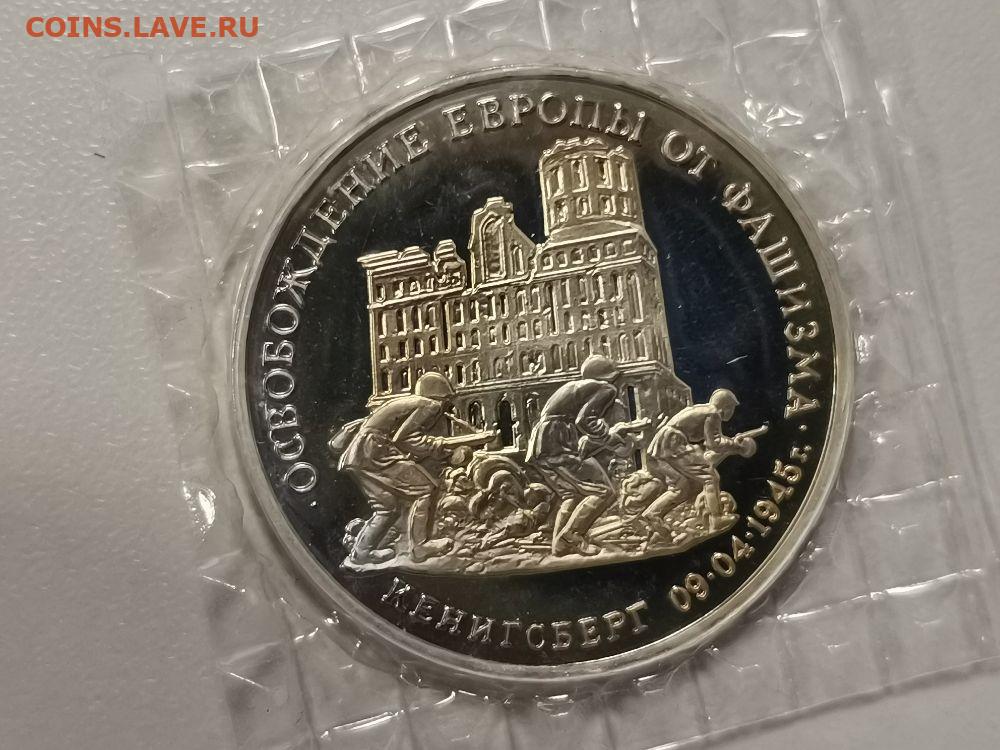 COINS.LAVE.RU
·ОСВОБОЖДЕНИЕ ЕВРОПЫ ОТ ФАШИЗМА·
КЕНИГСБЕРГ 09·04·1945г.